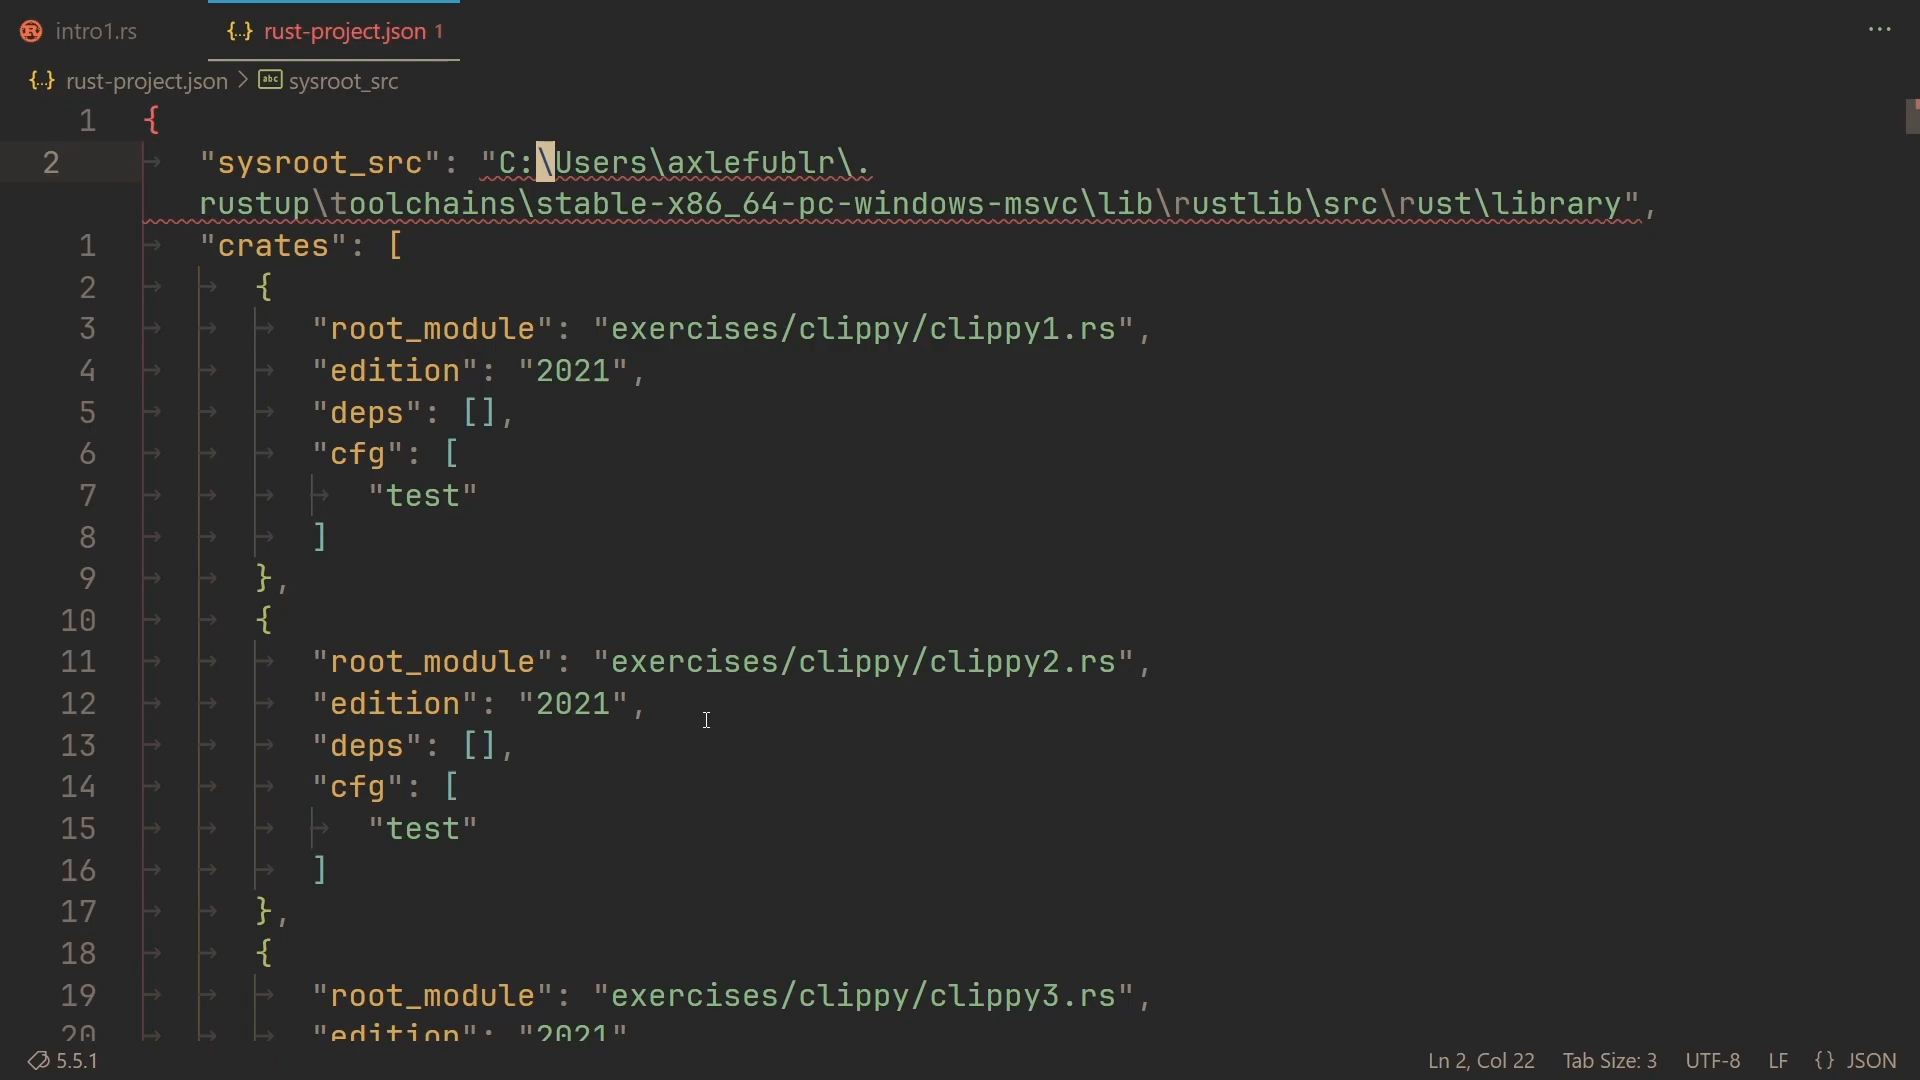 intro1.rs
{..} rust-project.json 1
...
{..} rust-project.json > abc sysroot_src
1 {
2 "sysroot_src": "C:\Users\axlefublr\.
rustup\toolchains\stable-x86_64-pc-windows-msvc\lib\rustlib\src\rust\library",
1 "crates": [
2 {
3 "root_module": "exercises/clippy/clippy1.rs",
4 "edition": "2021",
5 "deps": [],
6 "cfg": [
7 "test"
8 ]
9 },
10 {
11 "root_module": "exercises/clippy/clippy2.rs",
12 "edition": "2021",
13 "deps": [],
14 "cfg": [
15 "test"
16 ]
17 },
18 {
19 "root_module": "exercises/clippy/clippy3.rs",
20 "edition": "2021"
5.5.1
Ln 2, Col 22 Tab Size: 3 UTF-8 LF {} JSON